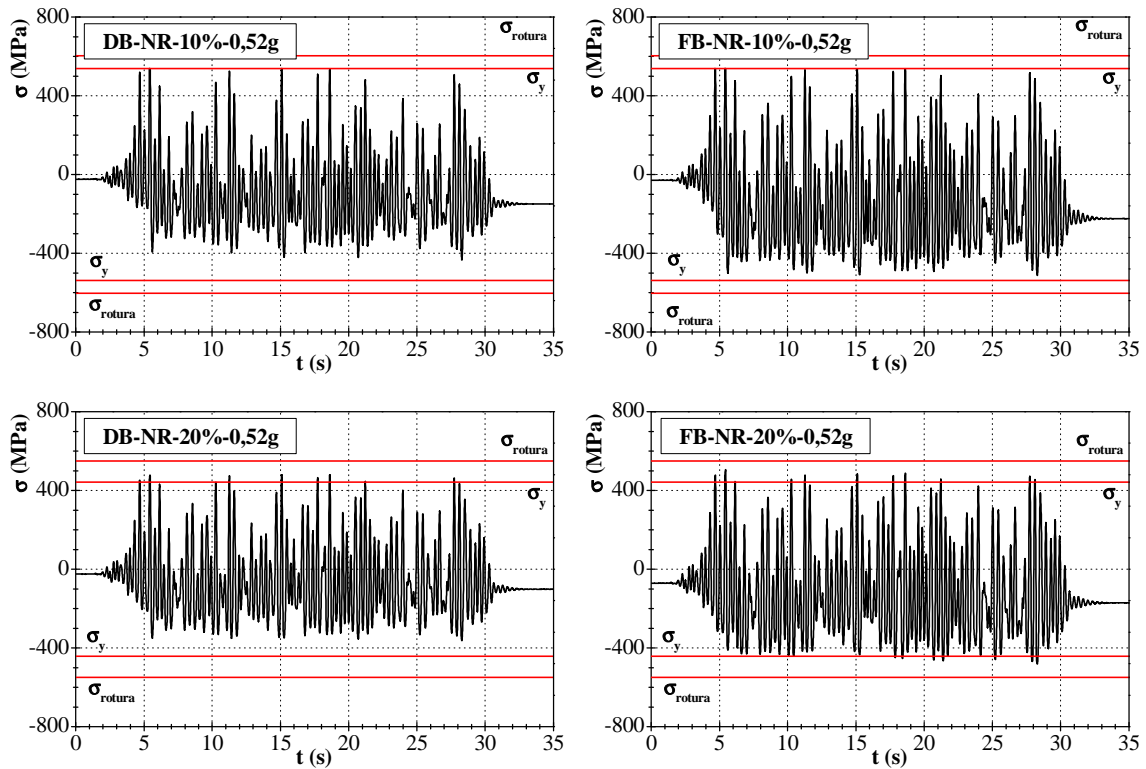 DB-NR-10%-0,52g
σrotura
σy
σy
σrotura
σ (MPa)
800
400
0
-400
-800
0 5 10 15 20 25 30 35
t (s)
FB-NR-10%-0,52g
σrotura
σy
σy
σrotura
σ (MPa)
800
400
0
-400
-800
0 5 10 15 20 25 30 35
t (s)
DB-NR-20%-0,52g
σrotura
σy
σy
σrotura
σ (MPa)
800
400
0
-400
-800
0 5 10 15 20 25 30 35
t (s)
FB-NR-20%-0,52g
σrotura
σy
σy
σrotura
σ (MPa)
800
400
0
-400
-800
0 5 10 15 20 25 30 35
t (s)